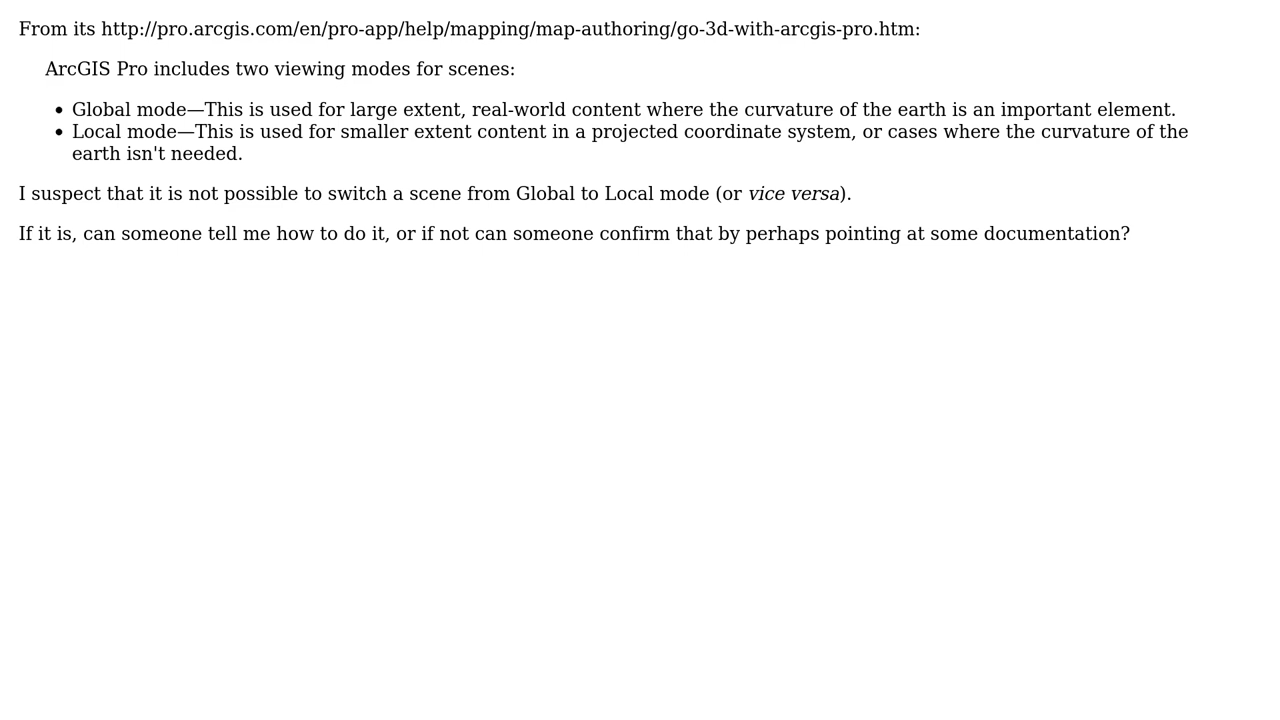 From its http://pro.arcgis.com/en/pro-app/help/mapping/map-authoring/go-3d-with-arcgis-pro.htm:
ArcGIS Pro includes two viewing modes for scenes:
• Global mode—This is used for large extent, real-world content where the curvature of the earth is an important element.
• Local mode—This is used for smaller extent content in a projected coordinate system, or cases where the curvature of the
earth isn't needed.
I suspect that it is not possible to switch a scene from Global to Local mode (or vice versa).
If it is, can someone tell me how to do it, or if not can someone confirm that by perhaps pointing at some documentation?